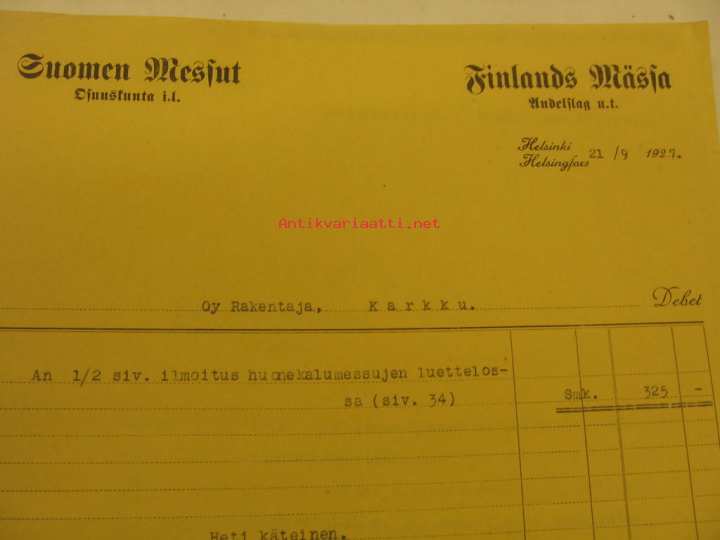 Suomen Messut
Osuuskunta i.l.
Finlands Mässa
Andelslag u.t.
Helsinki
Helsingfors 21 /9 1927.
Antikvariaatti.net
Oy Rakentaja, Karkku. Debet
An 1/2 siv. ilmoitus huonekalumessujen luettelos-
sa (siv. 34) Smk. 325 -
Heti käteinen.